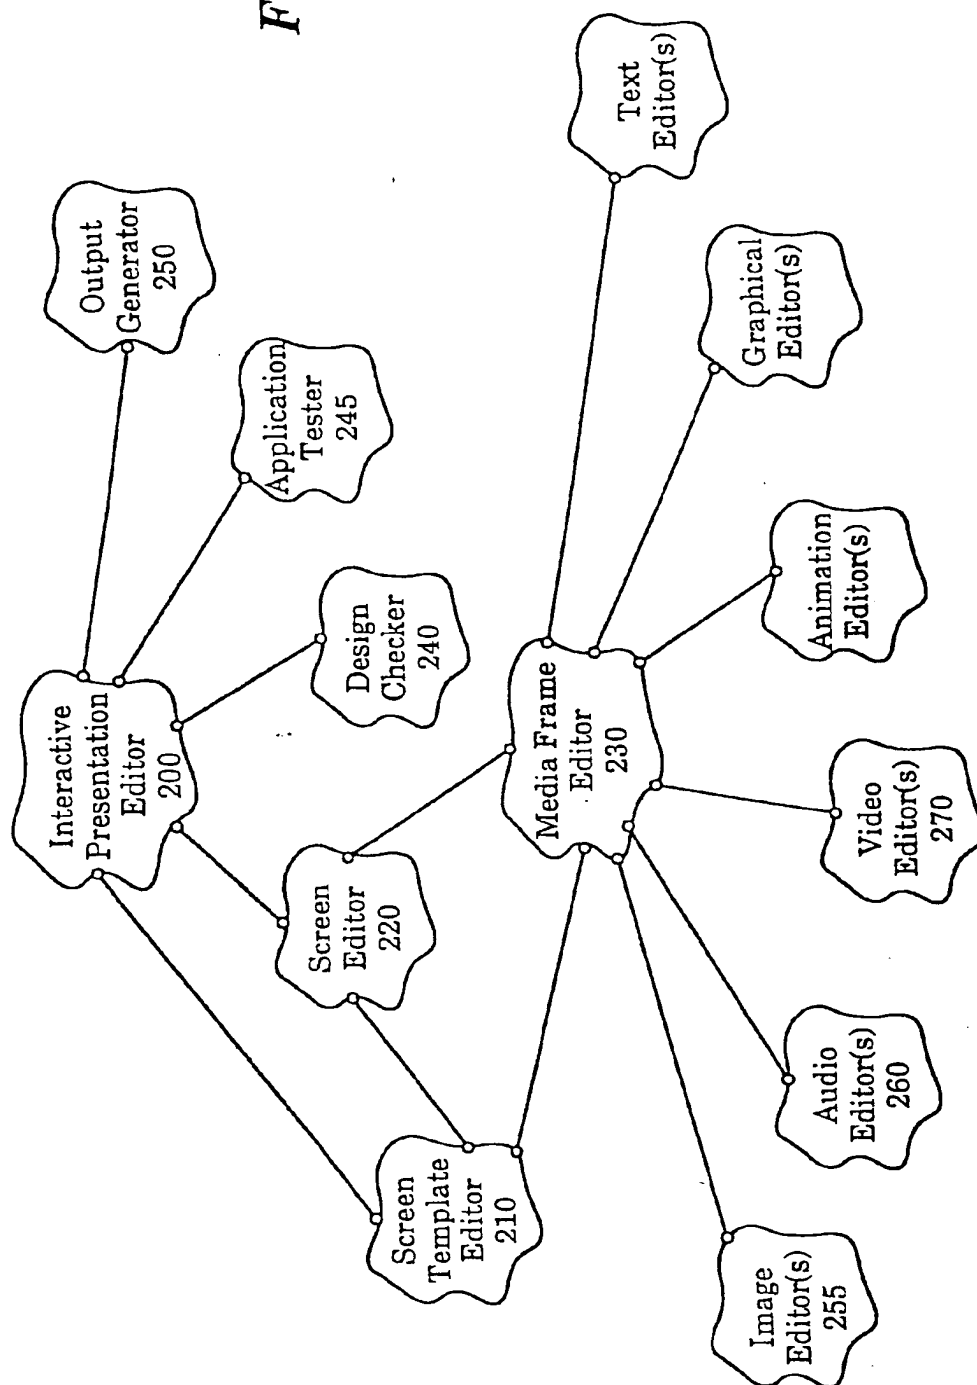 F
Interactive
Presentation
Editor
200
Output
Generator
250
Application
Tester
245
Design
Checker
240
Screen
Editor
220
Screen
Template
Editor
210
Media Frame
Editor
230
Image
Editor(s)
255
Audio
Editor(s)
260
Video
Editor(s)
270
Animation
Editor(s)
Graphical
Editor(s)
Text
Editor(s)